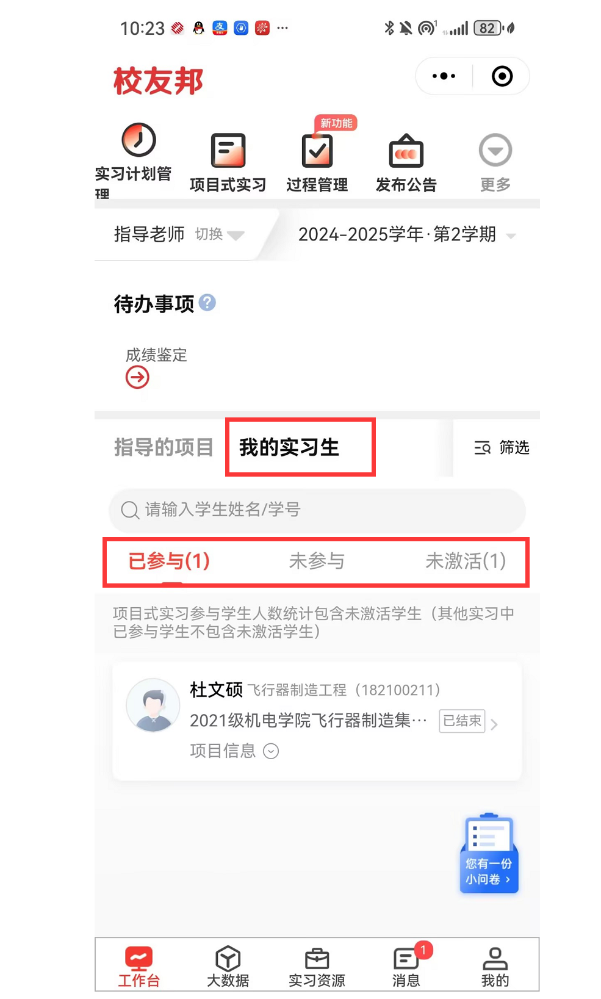 10:23
82
校友邦
新功能
实习计划管
理
项目式实习
过程管理
发布公告
更多
指导老师 切换
2024-2025学年·第2学期
待办事项
成绩鉴定
指导的项目
我的实习生
筛选
请输入学生姓名/学号
已参与(1)
未参与
未激活(1)
项目式实习参与学生人数统计包含未激活学生（其他实习中
已参与学生不包含未激活学生）
杜文硕 飞行器制造工程（182100211）
2021级机电学院飞行器制造集···
已结束
项目信息
您有一份
小问卷 ›
工作台
大数据
实习资源
1
消息
我的